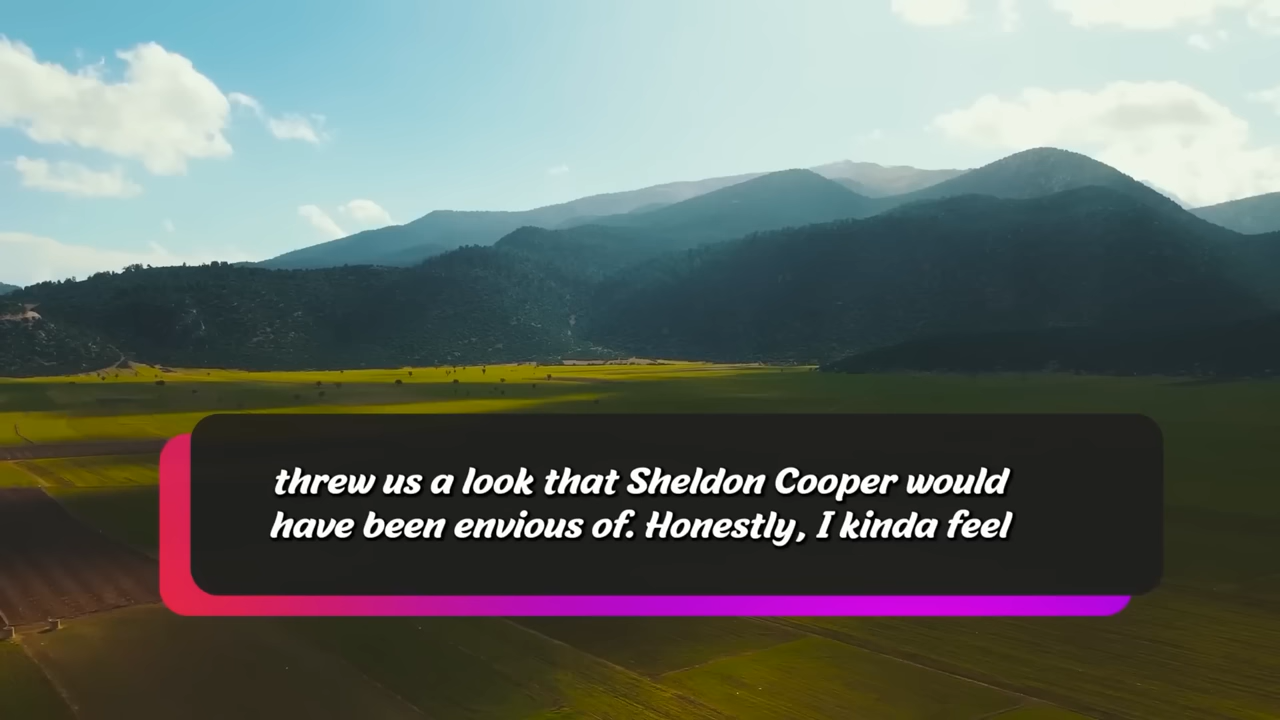 threw us a look that Sheldon Cooper would
have been envious of. Honestly, I kinda feel